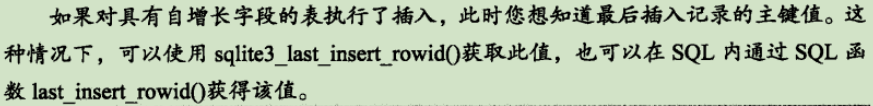 如果对具有自增长字段的表执行了插入，此时您想知道最后插入记录的主键值。这
种情况下，可以使用 sqlite3_last_insert_rowid()获取此值，也可以在 SQL 内通过 SQL 函
数 last_insert_rowid()获得该值。